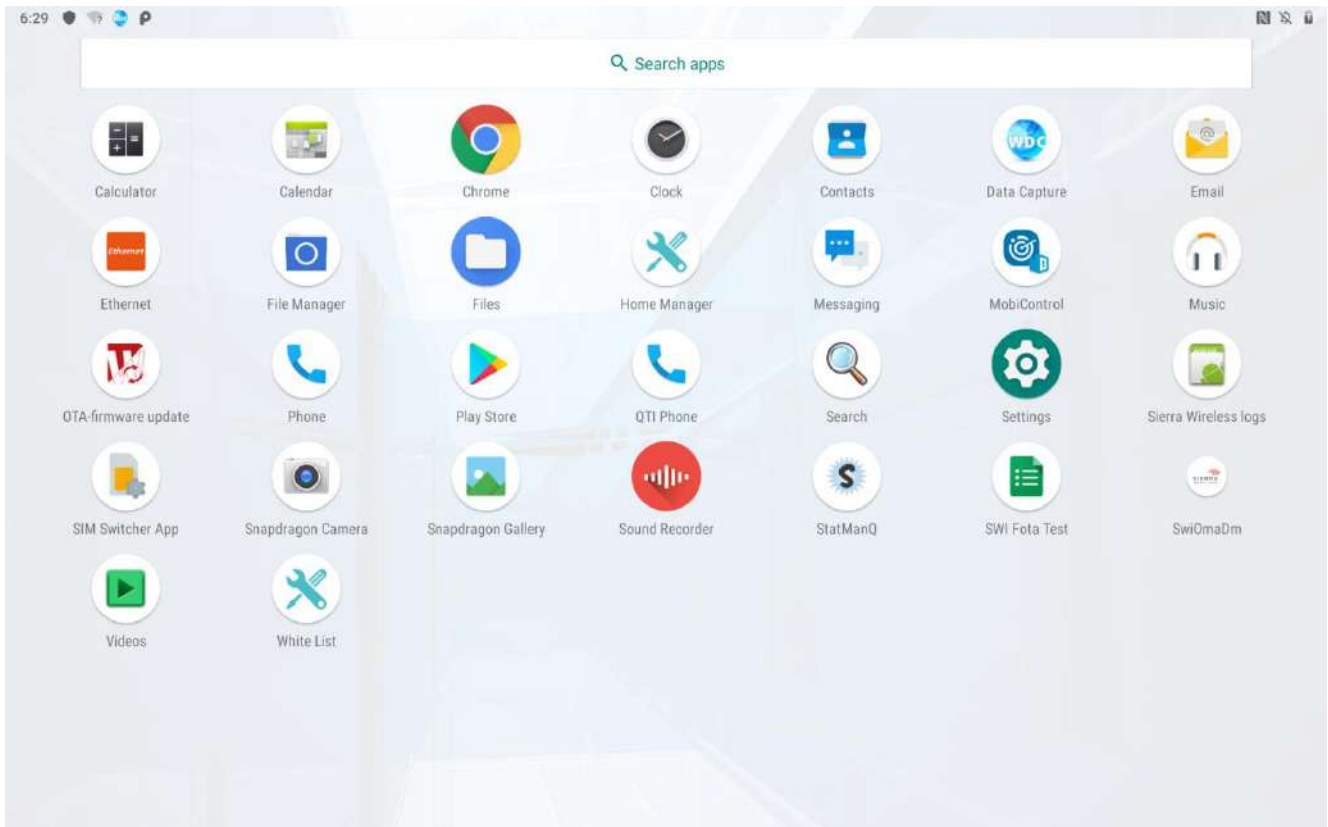 6:29
Search apps
WDC
Calculator Calendar Chrome Clock Contacts Data Capture Email
Ethernet
Ethernet File Manager Files Home Manager Messaging MobiControl Music
OTA-firmware update Phone Play Store QTI Phone Search Settings Sierra Wireless logs
S
SIM Switcher App Snapdragon Camera Snapdragon Gallery Sound Recorder StatManQ SWI Fota Test SwiOmaDm
Videos White List